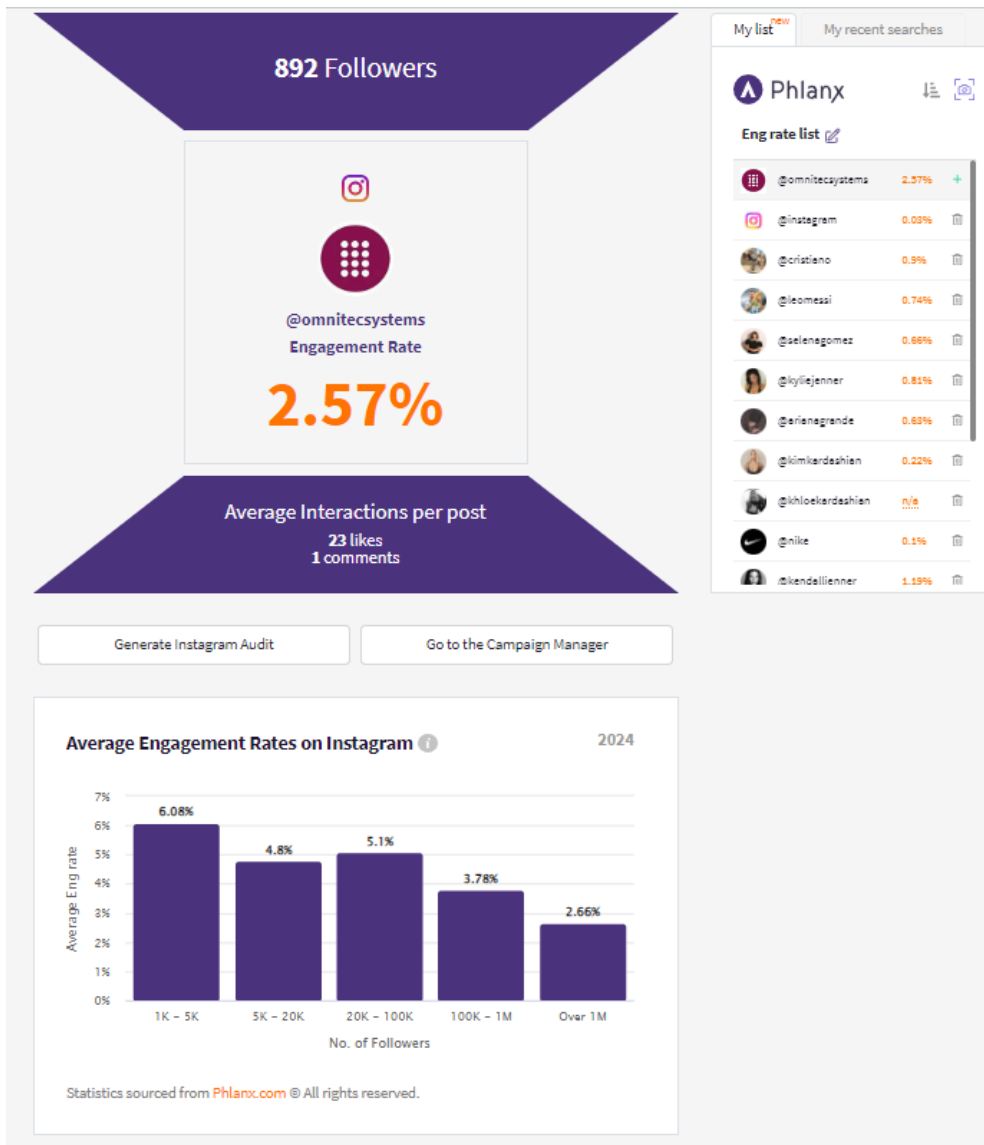 892 Followers
@omnitecsystems
Engagement Rate
2.57%
Average Interactions per post
23 likes
1 comments
Generate Instagram Audit
Go to the Campaign Manager
My list new
My recent searches
Phlanx
Eng rate list
@omnitecsystems 2.57% +
@instagram 0.03%
@cristiano 0.9%
@leomessi 0.74%
@selenagomez 0.66%
@kyliejenner 0.81%
@arianagrande 0.63%
@kimkardashian 0.22%
@khloekardashian n/a
@nike 0.1%
@kendalljenner 1.19%
Average Engagement Rates on Instagram i
2024
Average Eng rate
7%
6%
5%
4%
3%
2%
1%
0%
6.08%
4.8%
5.1%
3.78%
2.66%
1K – 5K
5K – 20K
20K – 100K
100K – 1M
Over 1M
No. of Followers
Statistics sourced from Phlanx.com © All rights reserved.